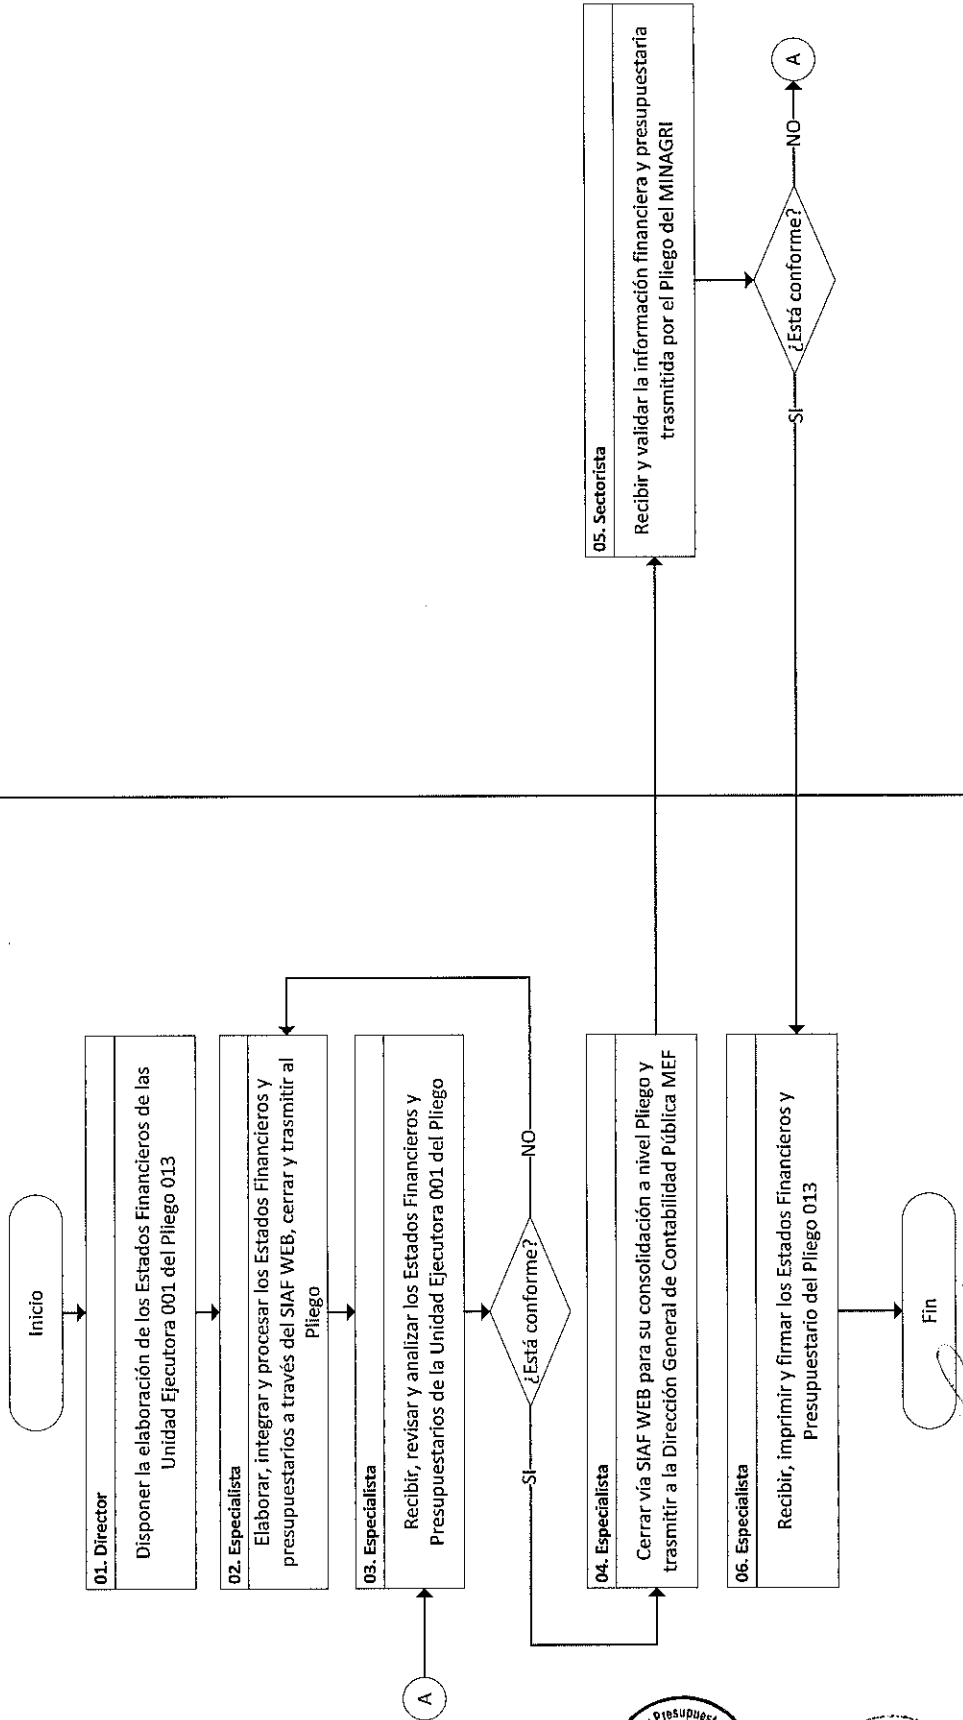 Inicio
01. Director
Disponer la elaboración de los Estados Financieros de las
Unidad Ejecutora 001 del Pliego 013
02. Especialista
Elaborar, integrar y procesar los Estados Financieros y
presupuestarios a través del SIAF WEB, cerrar y trasmitir al
Pliego
03. Especialista
Recibir, revisar y analizar los Estados Financieros y
Presupuestarios de la Unidad Ejecutora 001 del Pliego
A
¿Está conforme?
NO
SI
04. Especialista
Cerrar vía SIAF WEB para su consolidación a nivel Pliego y
trasmitir a la Dirección General de Contabilidad Pública MEF
05. Sectorista
Recibir y validar la información financiera y presupuestaria
trasmitida por el Pliego del MINAGRI
¿Está conforme?
NO
A
SI
06. Especialista
Recibir, imprimir y firmar los Estados Financieros y
Presupuestario del Pliego 013
Fin